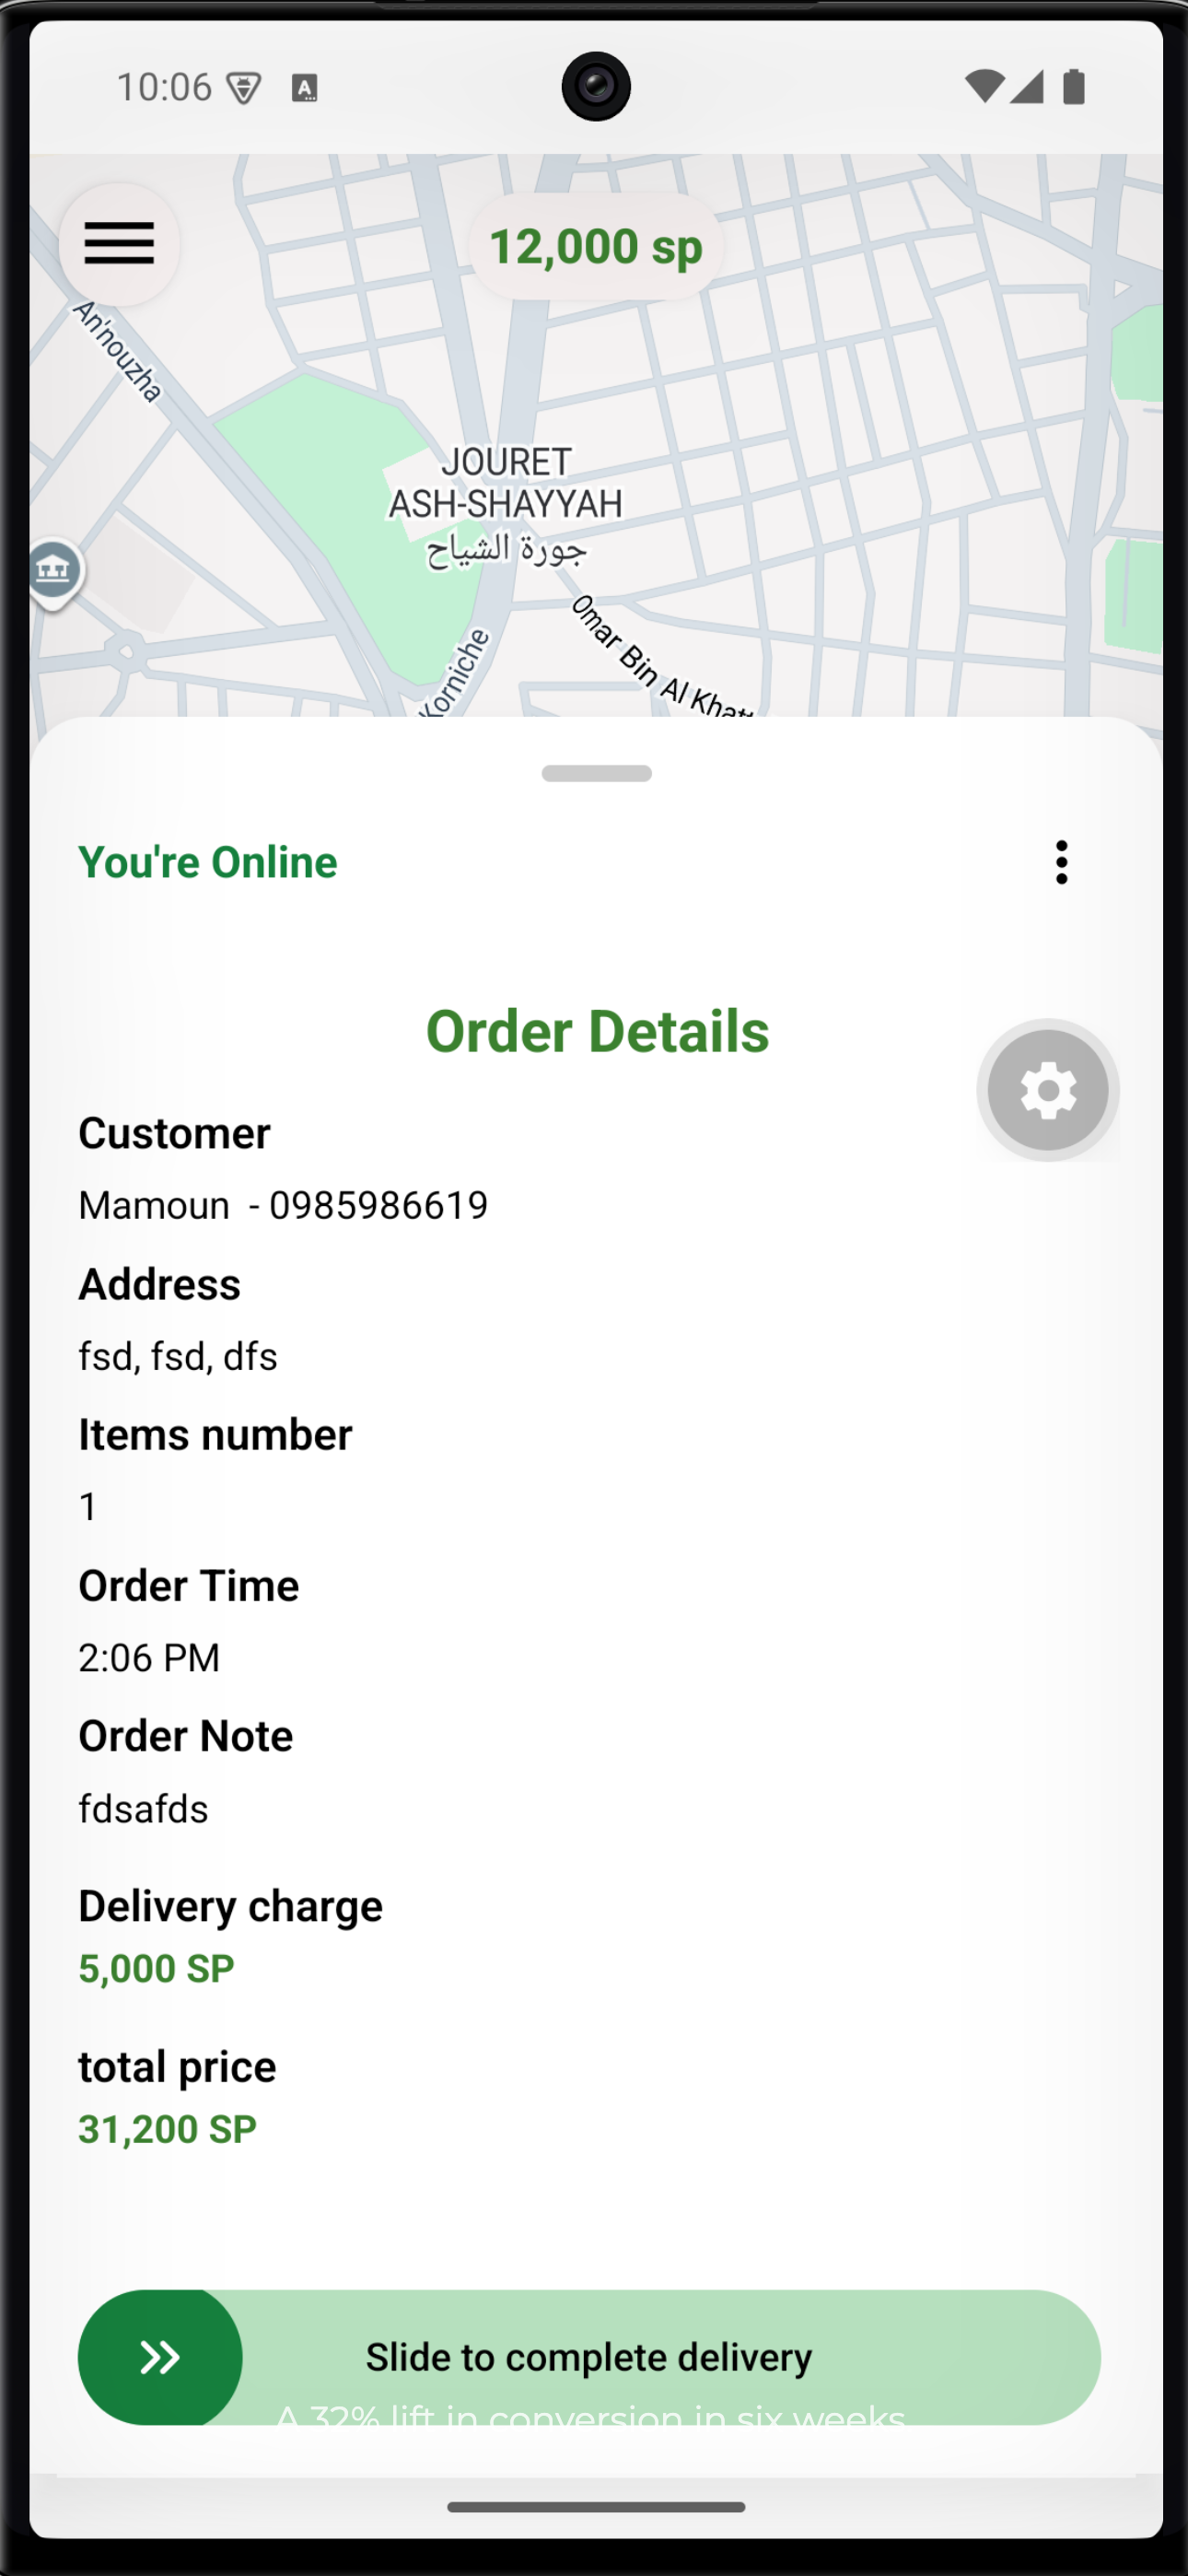 10:06
12,000 sp
An'nouzha
JOURET
ASH-SHAYYAH
جورة الشياح
Omar Bin Al Khatt
Korniche
You're Online
Order Details
Customer
Mamoun - 0985986619
Address
fsd, fsd, dfs
Items number
1
Order Time
2:06 PM
Order Note
fdsafds
Delivery charge
5,000 SP
total price
31,200 SP
Slide to complete delivery
A 32% lift in conversion in six weeks